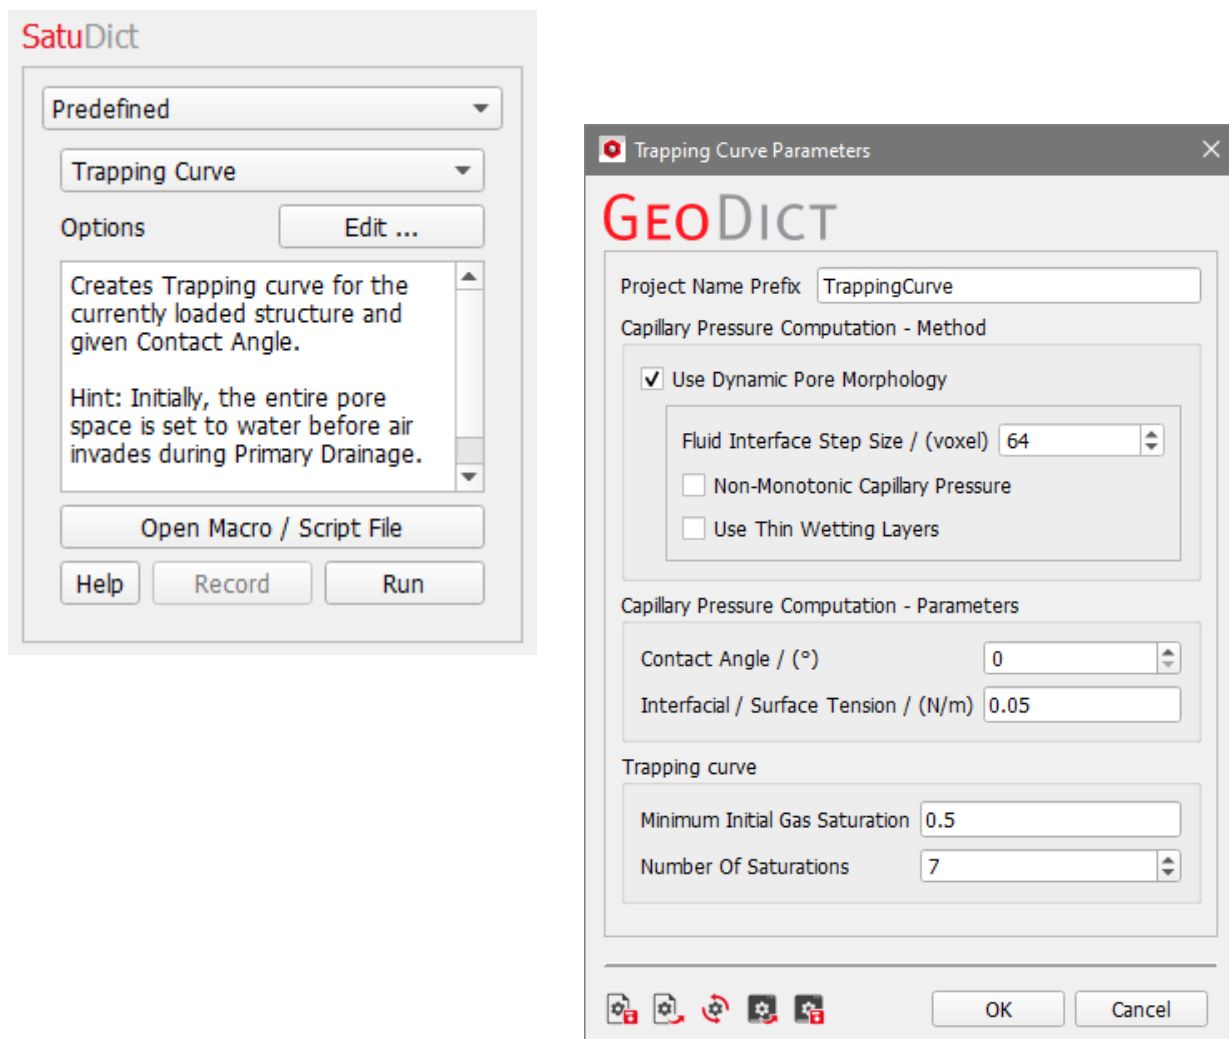 SatuDict
Predefined
Trapping Curve
Options
Edit ...
Creates Trapping curve for the
currently loaded structure and
given Contact Angle.
Hint: Initially, the entire pore
space is set to water before air
invades during Primary Drainage.
Open Macro / Script File
Help
Record
Run
Trapping Curve Parameters
GEODICT
Project Name Prefix TrappingCurve
Capillary Pressure Computation - Method
Use Dynamic Pore Morphology
Fluid Interface Step Size / (voxel) 64
Non-Monotonic Capillary Pressure
Use Thin Wetting Layers
Capillary Pressure Computation - Parameters
Contact Angle / (°) 0
Interfacial / Surface Tension / (N/m) 0.05
Trapping curve
Minimum Initial Gas Saturation 0.5
Number Of Saturations 7
OK
Cancel